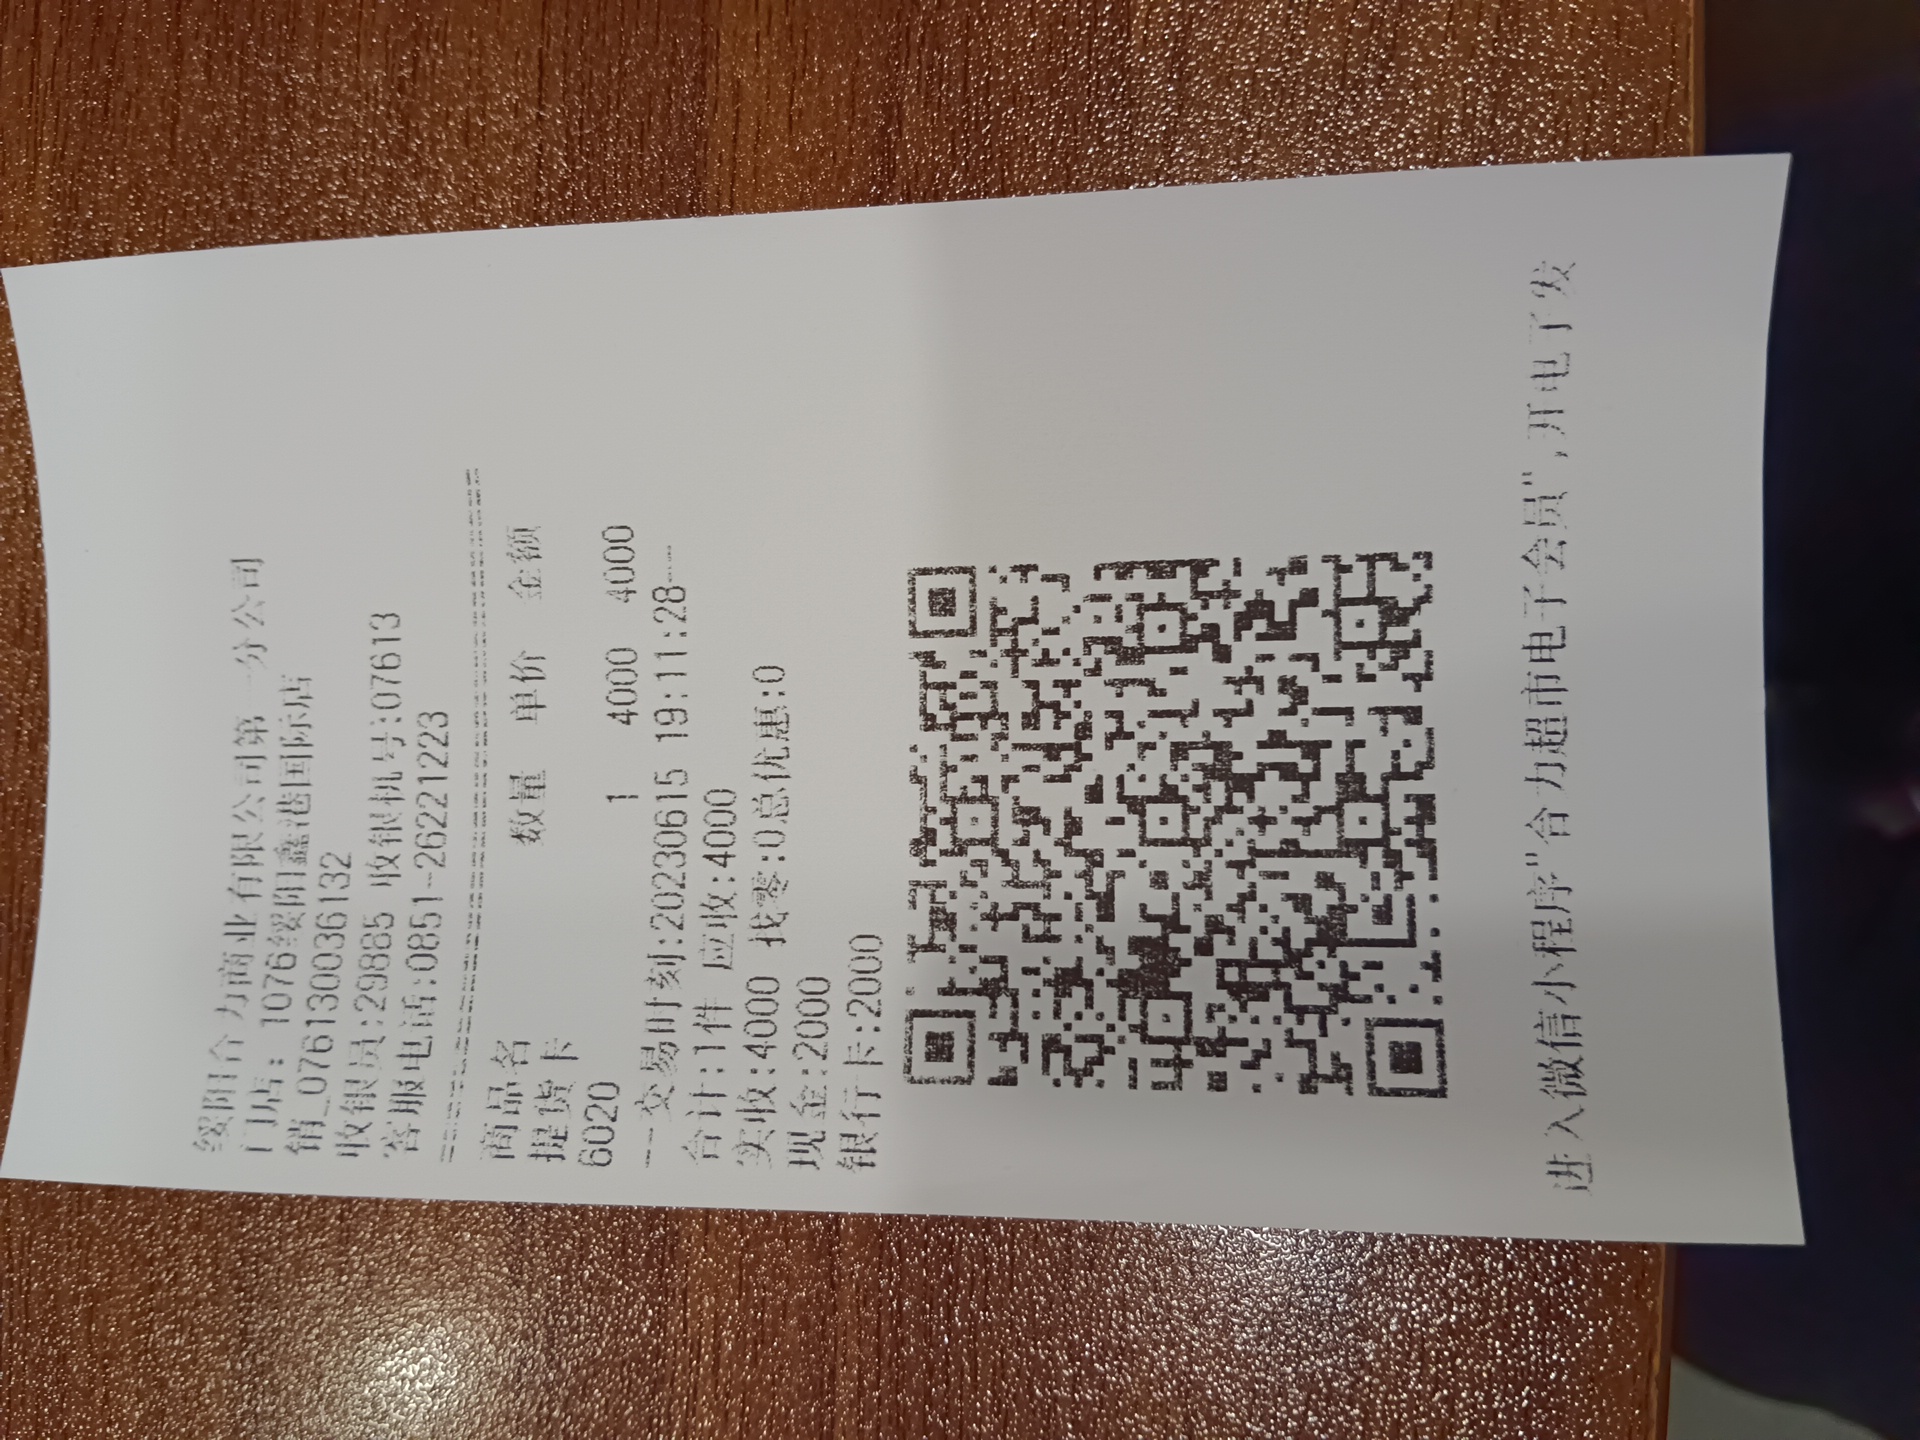 绥阳合力商业有限公司第一分公司
门店：1076绥阳鑫港国际店
销_076130036132
收银员:29885 收银机号:07613
客服电话:0851-26221223
商品名 数量 单价 金额
提货卡
6020 1 4000 4000
--交易时刻:20230615 19:11:28--
合计:1件 应收:4000
实收:4000 找零:0总优惠:0
现金:2000
银行卡:2000
进入微信小程序"合力超市电子会员",开电子发